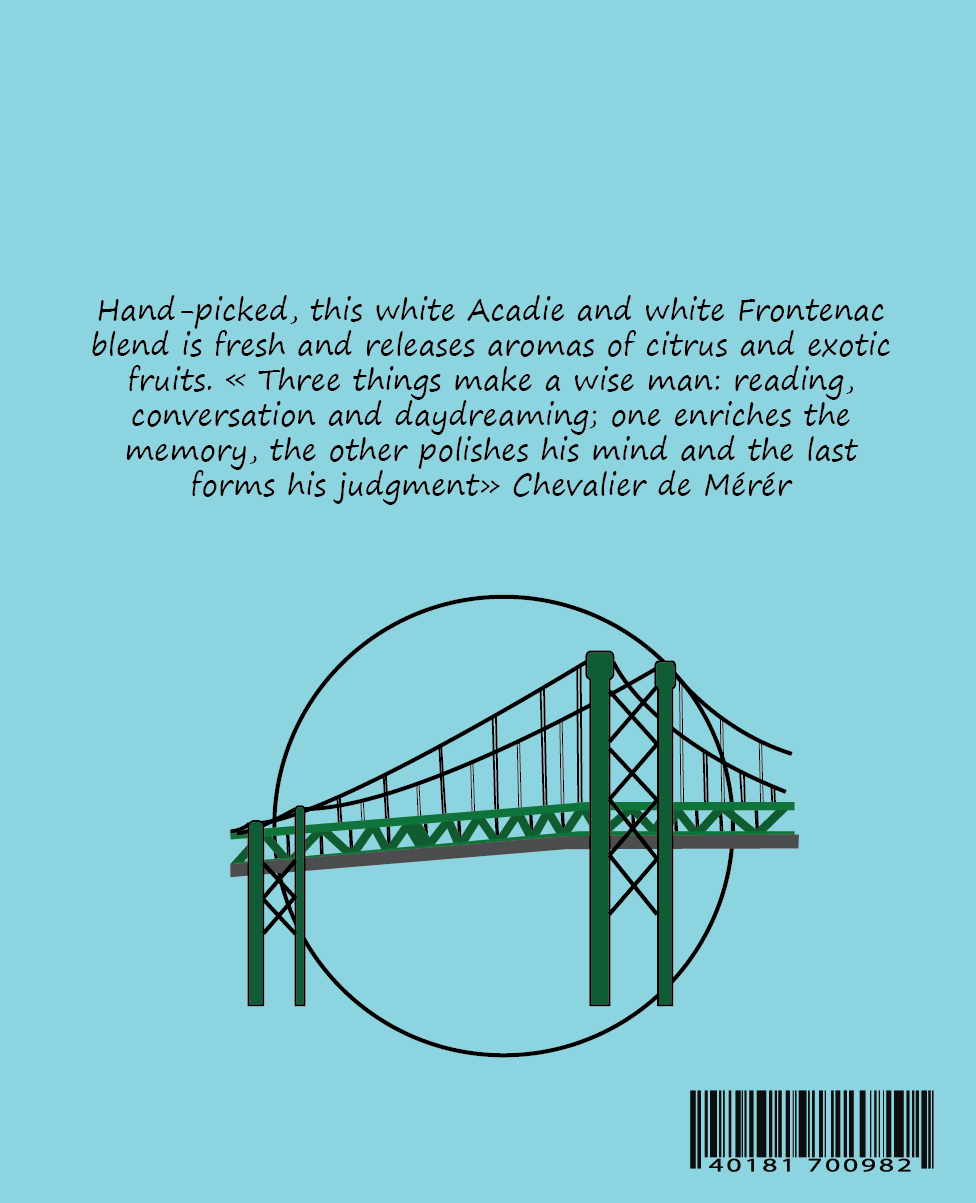 Hand-picked, this white Acadie and white Frontenac
blend is fresh and releases aromas of citrus and exotic
fruits. « Three things make a wise man: reading,
conversation and daydreaming; one enriches the
memory, the other polishes his mind and the last
forms his judgment» Chevalier de Mérér
40181 700982